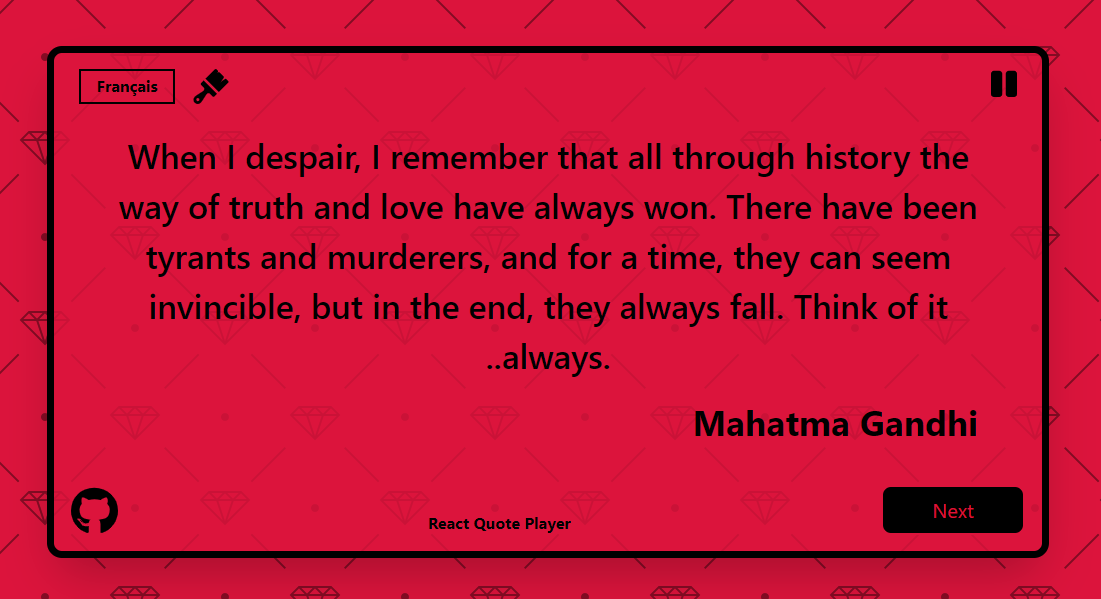 Français
When I despair, I remember that all through history the
way of truth and love have always won. There have been
tyrants and murderers, and for a time, they can seem
invincible, but in the end, they always fall. Think of it
..always.
Mahatma Gandhi
React Quote Player
Next